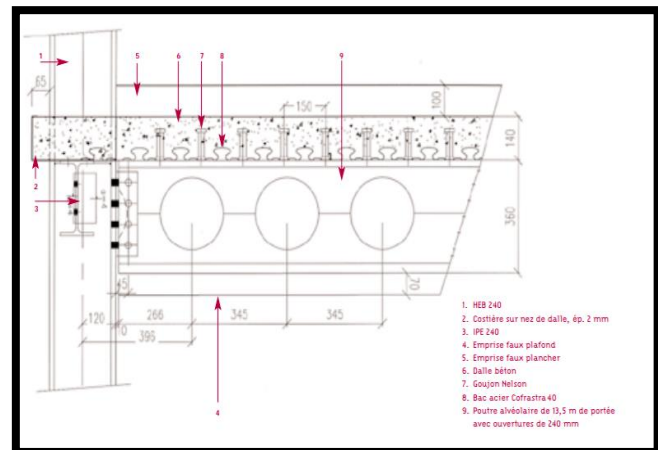 1
5
6
7
8
9
65
150
100
140
2
3
360
45
70
120
10
266
345
345
396
4
1. HEB 240
2. Costière sur nez de dalle, ép. 2 mm
3. IPE 240
4. Emprise faux plafond
5. Emprise faux plancher
6. Dalle béton
7. Goujon Nelson
8. Bac acier Cofrastra 40
9. Poutre alvéolaire de 13,5 m de portée
avec ouvertures de 240 mm